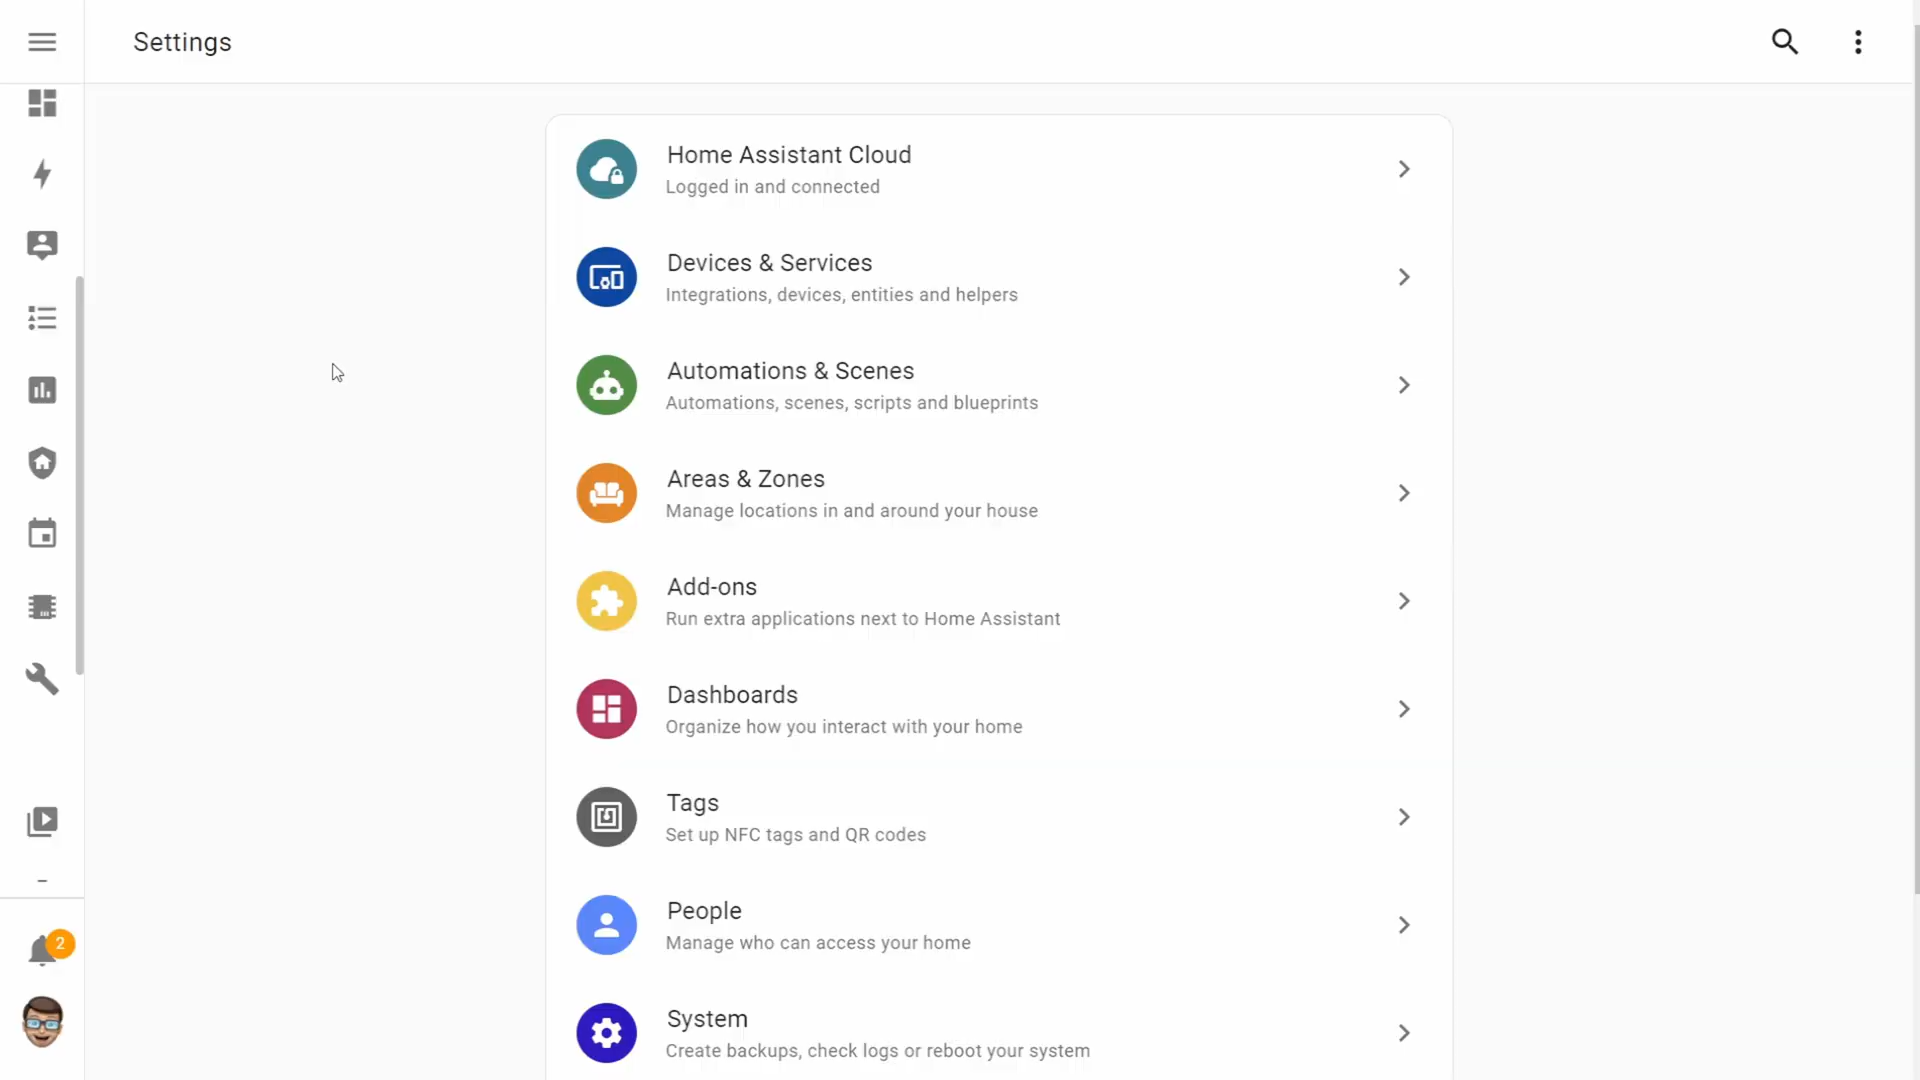 Settings
Home Assistant Cloud
Logged in and connected
Devices & Services
Integrations, devices, entities and helpers
Automations & Scenes
Automations, scenes, scripts and blueprints
Areas & Zones
Manage locations in and around your house
Add-ons
Run extra applications next to Home Assistant
Dashboards
Organize how you interact with your home
Tags
Set up NFC tags and QR codes
People
Manage who can access your home
2
System
Create backups, check logs or reboot your system